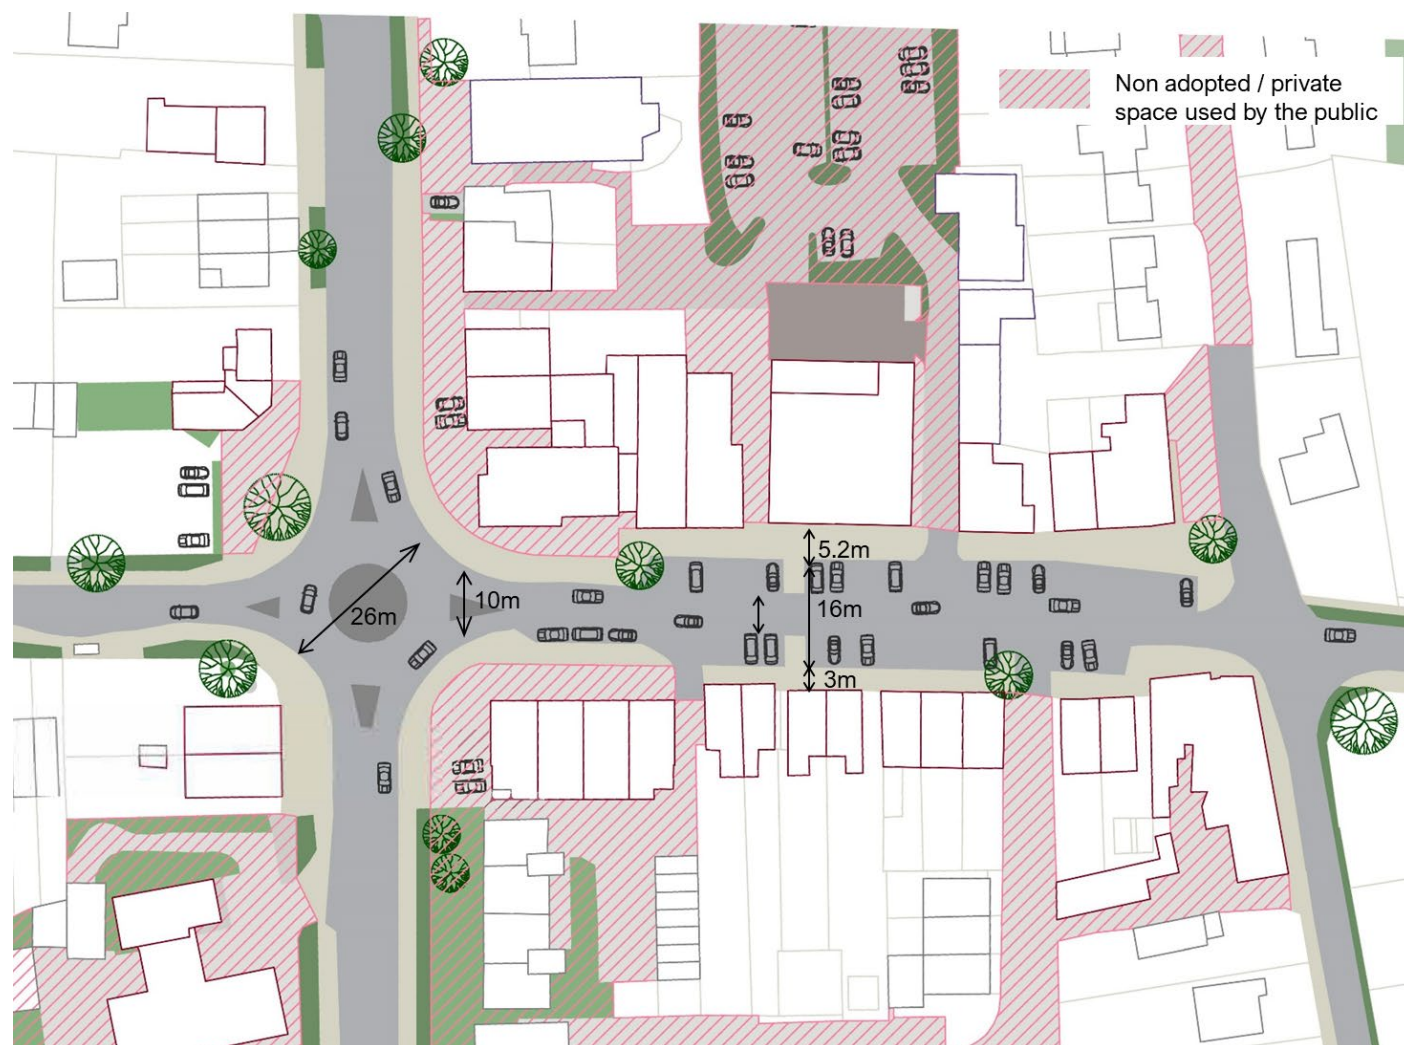 Non adopted / private
space used by the public
5.2m
10m
26m
16m
3m